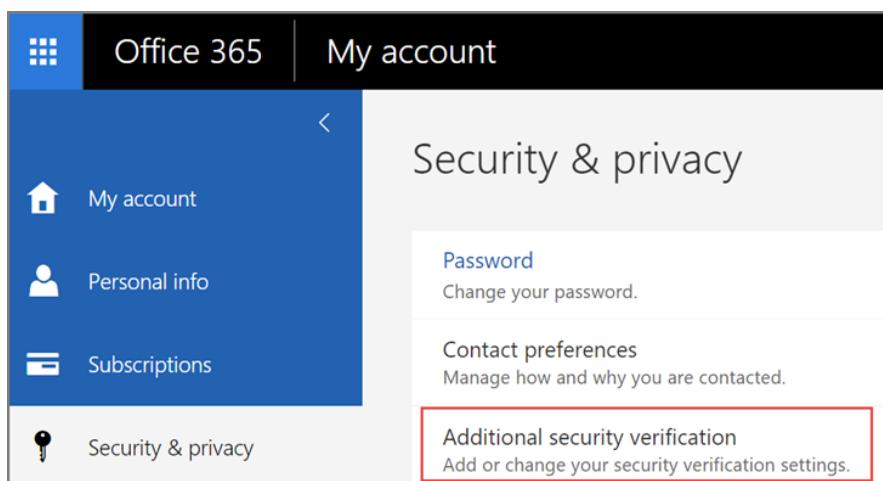 Office 365
My account
Security & privacy
My account
Personal info
Subscriptions
Security & privacy
Password
Change your password.
Contact preferences
Manage how and why you are contacted.
Additional security verification
Add or change your security verification settings.